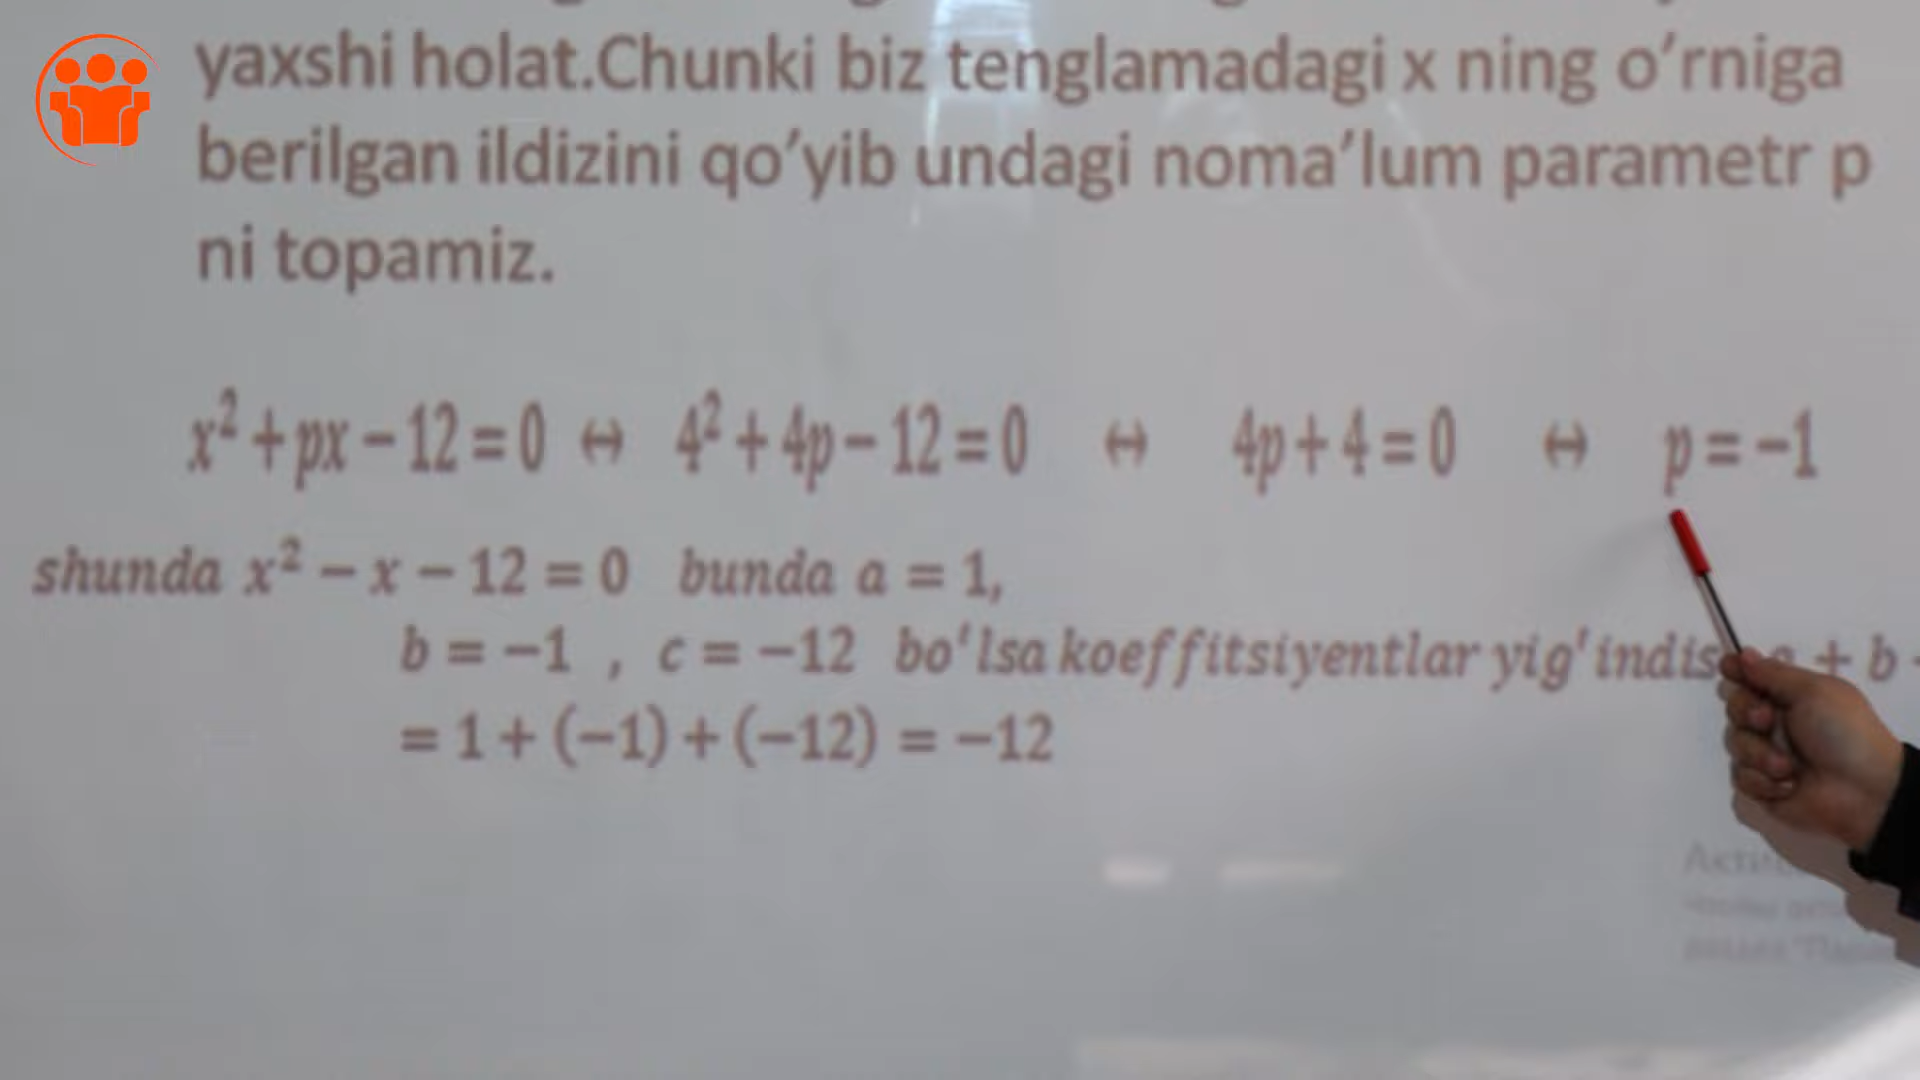 yaxshi holat.Chunki biz tenglamadagi x ning o’rniga
berilgan ildizini qo’yib undagi noma’lum parametr p
ni topamiz.
x² + px − 12 = 0 ↔ 4² + 4p − 12 = 0 ↔ 4p + 4 = 0 ↔ p = −1
shunda x² − x − 12 = 0 bunda a = 1,
b = −1 , c = −12 bo'lsa koeffitsiyentlar yig'indis + b
= 1 + (−1) + (−12) = −12